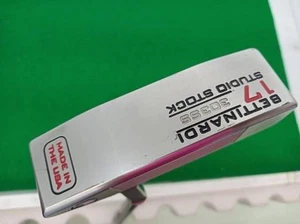 BETTINARDI
17
STUDIO STOCK
303SS
MADE IN
THE USA